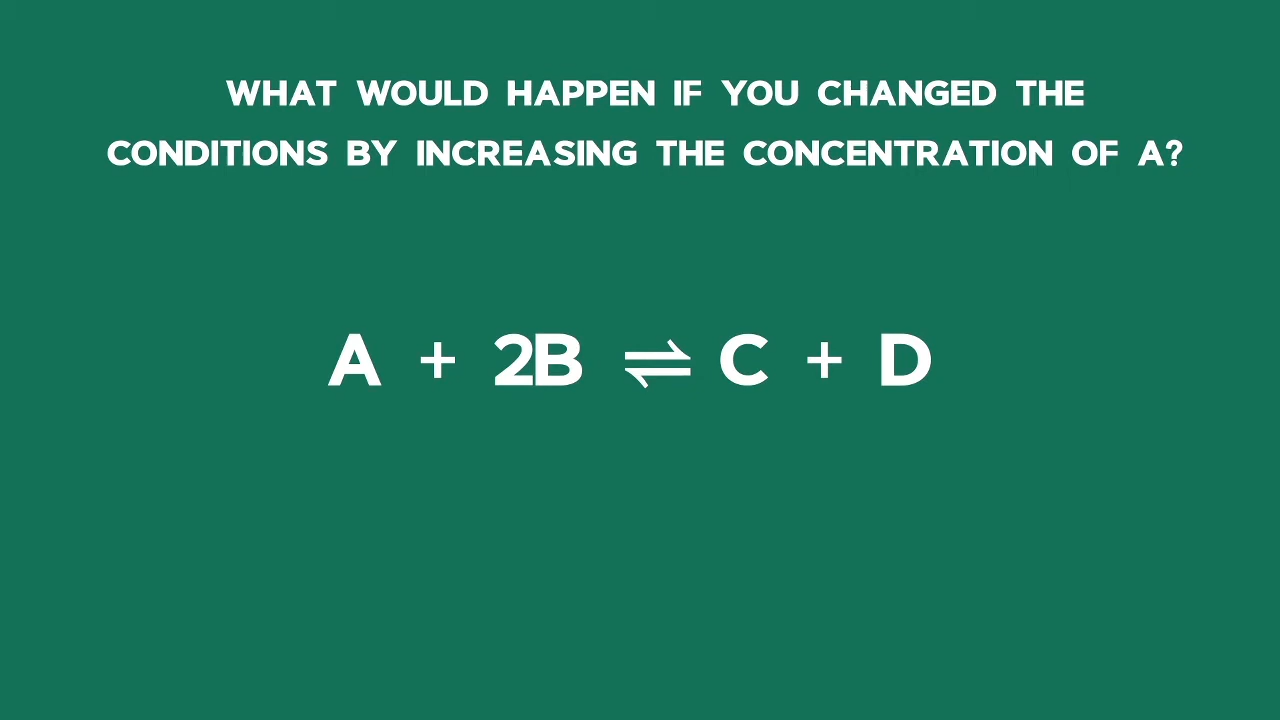 WHAT WOULD HAPPEN IF YOU CHANGED THE
CONDITIONS BY INCREASING THE CONCENTRATION OF A?
A + 2B ⇌ C + D